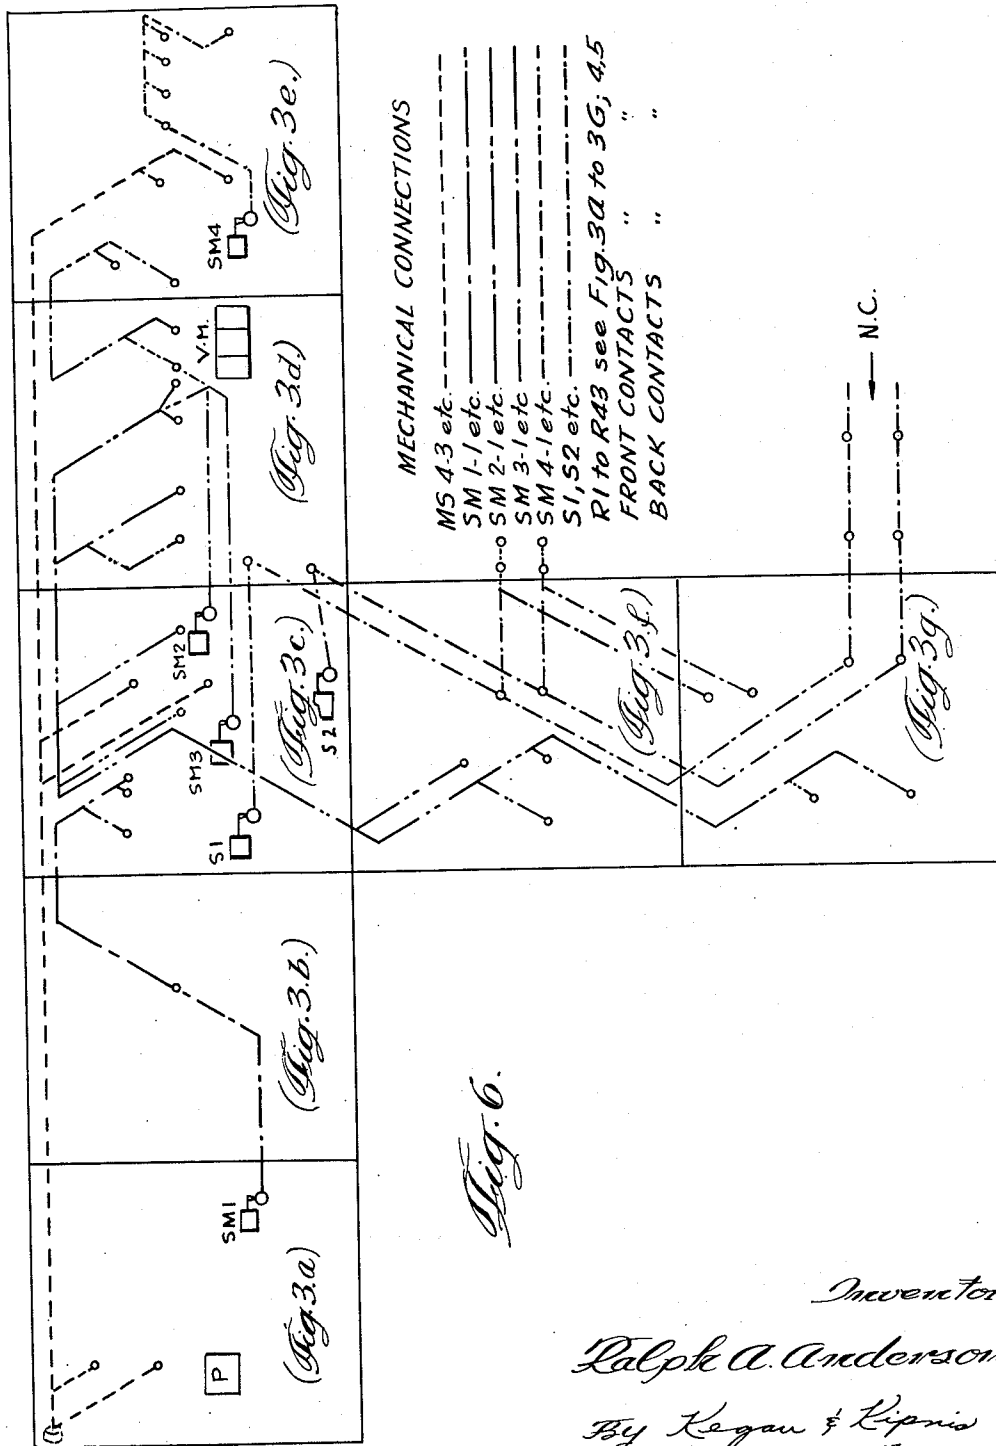 MECHANICAL CONNECTIONS
MS 4-3 etc.
SM 1-1 etc.
SM 2-1 etc.
SM 3-1 etc
SM 4-1 etc.
S1, S2 etc.
R1 to R43 see Fig. 3a to 3G; 4,5
FRONT CONTACTS " "
BACK CONTACTS " "
P
(Fig. 3.a)
SM1
(Fig. 3.b.)
S1
SM3
SM2
(Fig. 3c.)
S2
V.M.
(Fig. 3.d.)
SM4
(Fig. 3e.)
(Fig. 3.f.)
(Fig. 3g.)
N.C.
Fig. 6.
Inventor
Ralph A. Anderson
By Kegan & Kipnis